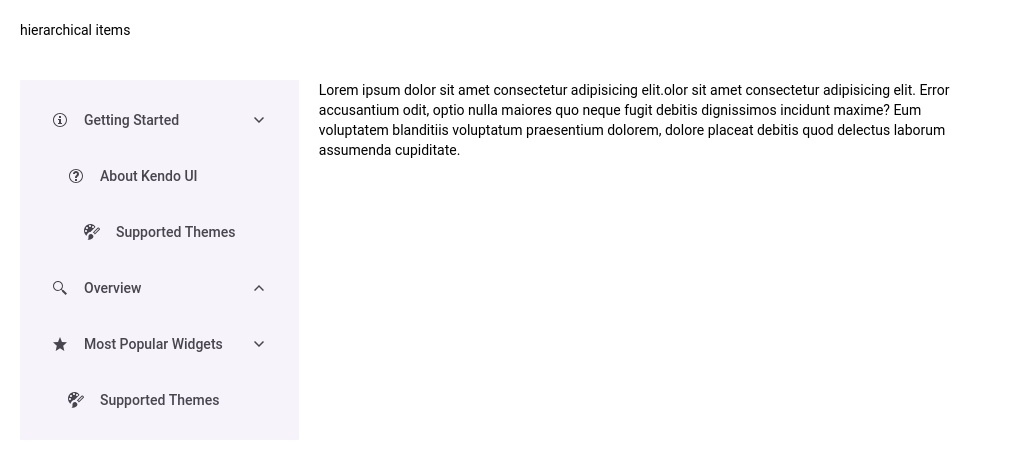 hierarchical items
Getting Started
About Kendo UI
Supported Themes
Overview
Most Popular Widgets
Supported Themes
Lorem ipsum dolor sit amet consectetur adipisicing elit.olor sit amet consectetur adipisicing elit. Error
accusantium odit, optio nulla maiores quo neque fugit debitis dignissimos incidunt maxime? Eum
voluptatem blanditiis voluptatum praesentium dolorem, dolore placeat debitis quod delectus laborum
assumenda cupiditate.